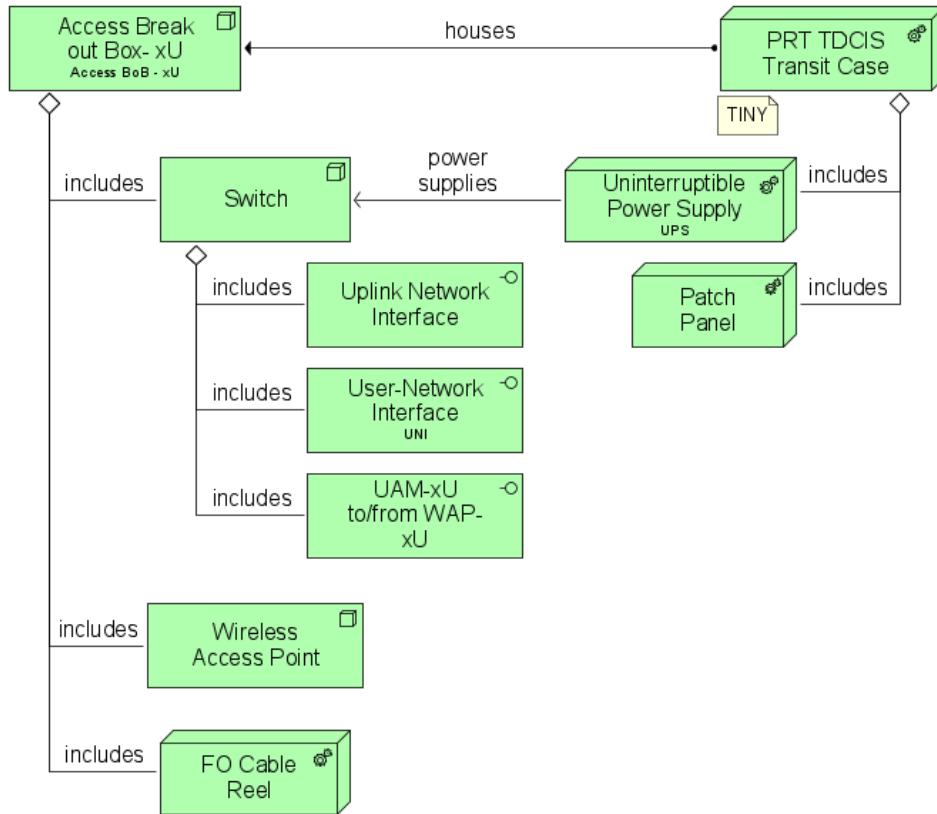 Access Break
out Box- xU
Access BoB - xU
houses
PRT TDCIS
Transit Case
TINY
includes
Switch
power
supplies
Uninterruptible
Power Supply
UPS
includes
includes
Uplink Network
Interface
Patch
Panel
includes
includes
User-Network
Interface
UNI
includes
UAM-xU
to/from WAP-
xU
includes
Wireless
Access Point
includes
FO Cable
Reel